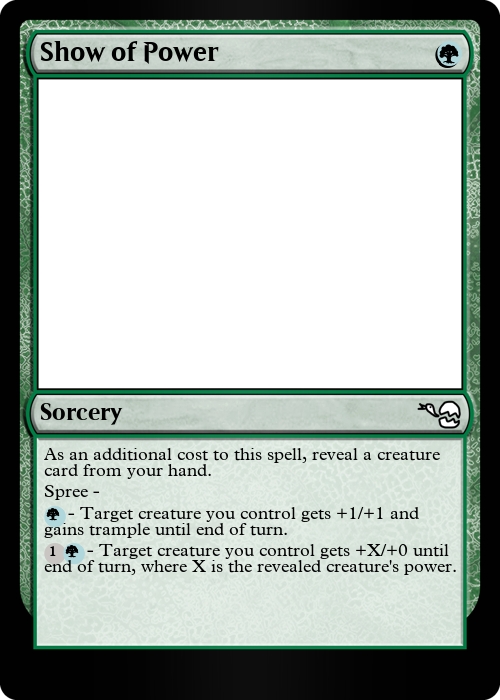 Show of Power
Sorcery
As an additional cost to this spell, reveal a creature
card from your hand.
Spree -
- Target creature you control gets +1/+1 and
gains trample until end of turn.
1 - Target creature you control gets +X/+0 until
end of turn, where X is the revealed creature's power.